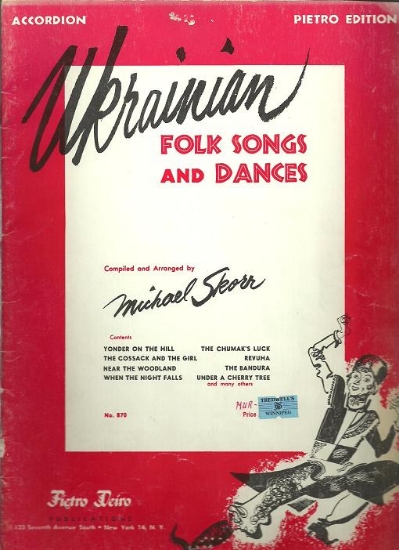 ACCORDION PIETRO EDITION
Ukrainian
FOLK SONGS
AND DANCES
Compiled and Arranged by
Michael Skorr
Contents
YONDER ON THE HILL THE CHUMAK'S LUCK
THE COSSACK AND THE GIRL REVUHA
NEAR THE WOODLAND THE BANDURA
WHEN THE NIGHT FALLS UNDER A CHERRY TREE
and many others
No. 870
Price
TREDWELL'S
WINNIPEG
Pietro Deiro
PUBLICATIONS
133 Seventh Avenue South • New York 14, N. Y.